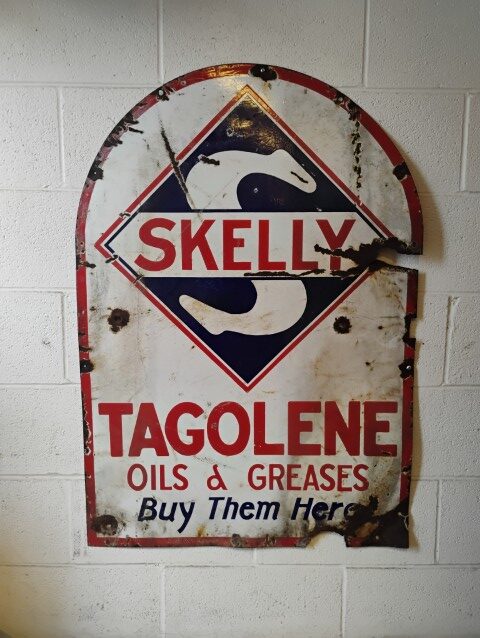 SKELLY
TAGOLENE
OILS & GREASES
Buy Them Here